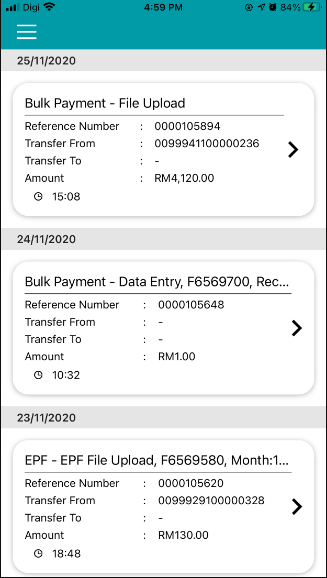 Digi 4:59 PM 84%
25/11/2020
Bulk Payment - File Upload
Reference Number : 0000105894
Transfer From : 0099941100000236
Transfer To : -
Amount : RM4,120.00
15:08
24/11/2020
Bulk Payment - Data Entry, F6569700, Rec...
Reference Number : 0000105648
Transfer From : -
Transfer To : -
Amount : RM1.00
10:32
23/11/2020
EPF - EPF File Upload, F6569580, Month:1...
Reference Number : 0000105620
Transfer From : 0099929100000328
Transfer To : -
Amount : RM130.00
18:48